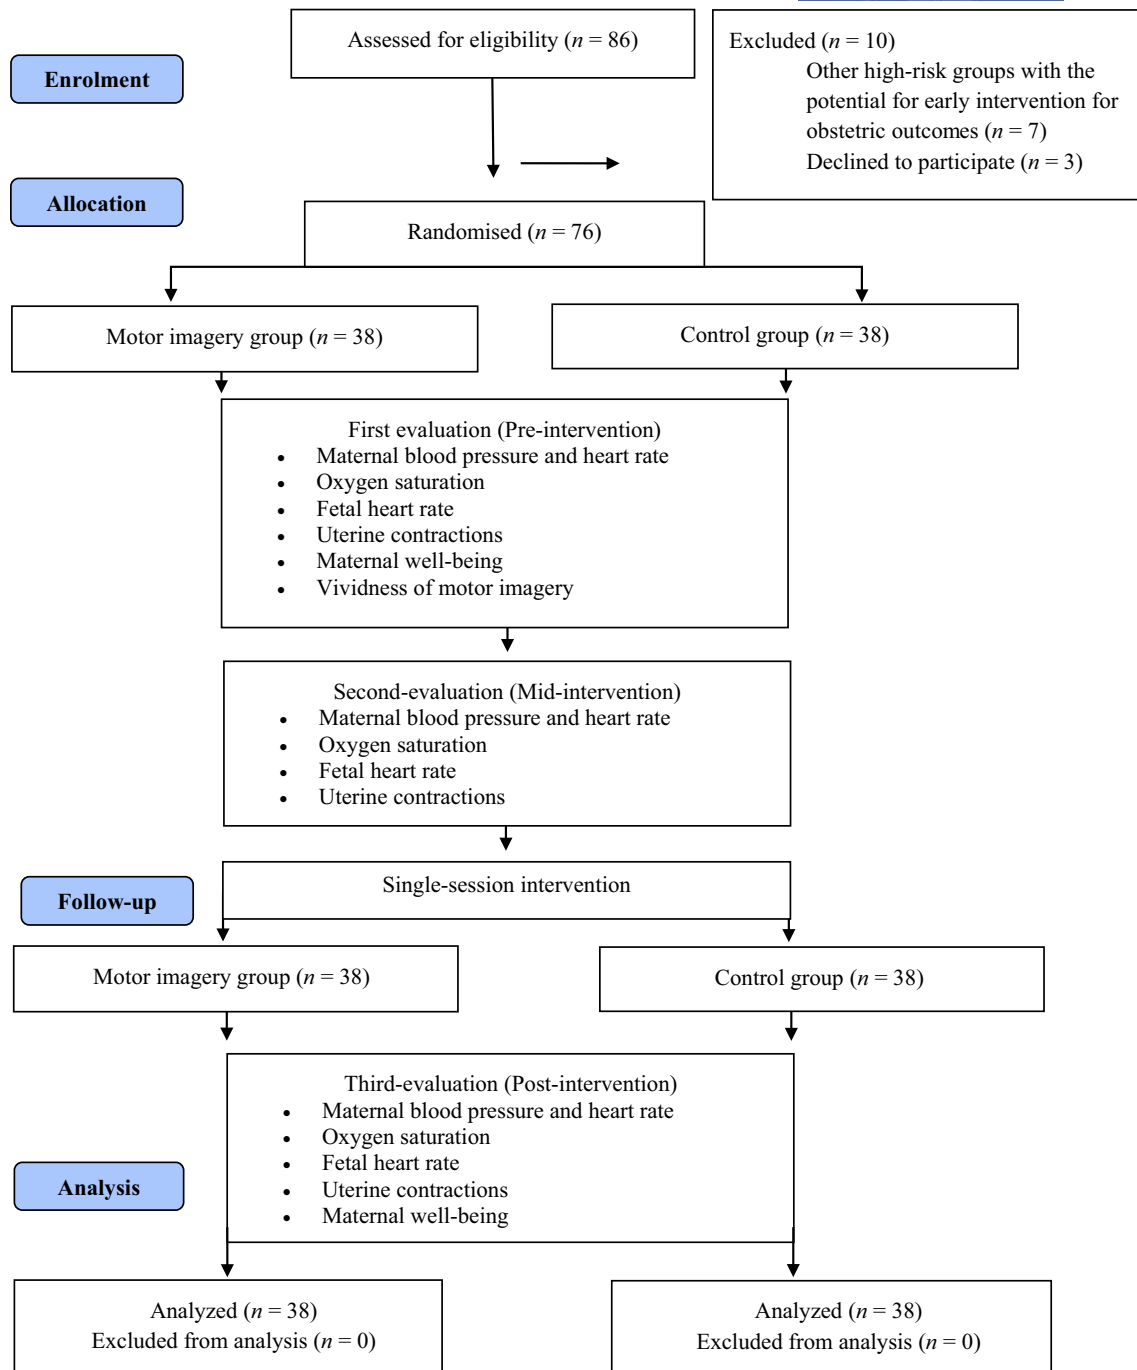 Assessed for eligibility (n = 86)
Excluded (n = 10)
Other high-risk groups with the
potential for early intervention for
obstetric outcomes (n = 7)
Declined to participate (n = 3)
Enrolment
Allocation
Randomised (n = 76)
Motor imagery group (n = 38)
Control group (n = 38)
First evaluation (Pre-intervention)
• Maternal blood pressure and heart rate
• Oxygen saturation
• Fetal heart rate
• Uterine contractions
• Maternal well-being
• Vividness of motor imagery
Second-evaluation (Mid-intervention)
• Maternal blood pressure and heart rate
• Oxygen saturation
• Fetal heart rate
• Uterine contractions
Single-session intervention
Follow-up
Motor imagery group (n = 38)
Control group (n = 38)
Third-evaluation (Post-intervention)
• Maternal blood pressure and heart rate
• Oxygen saturation
• Fetal heart rate
• Uterine contractions
• Maternal well-being
Analysis
Analyzed (n = 38)
Excluded from analysis (n = 0)
Analyzed (n = 38)
Excluded from analysis (n = 0)